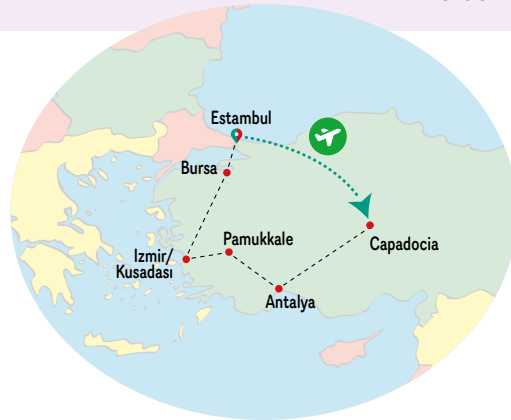 Estambul
Bursa
Pamukkale
Capadocia
Izmir/
Kusadası
Antalya